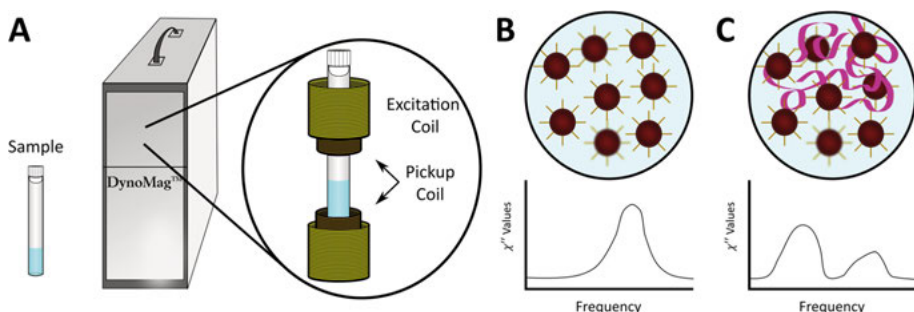 A
Sample
DynoMag™
Excitation
Coil
Pickup
Coil
B
χ″ Values
Frequency
C
χ″ Values
Frequency